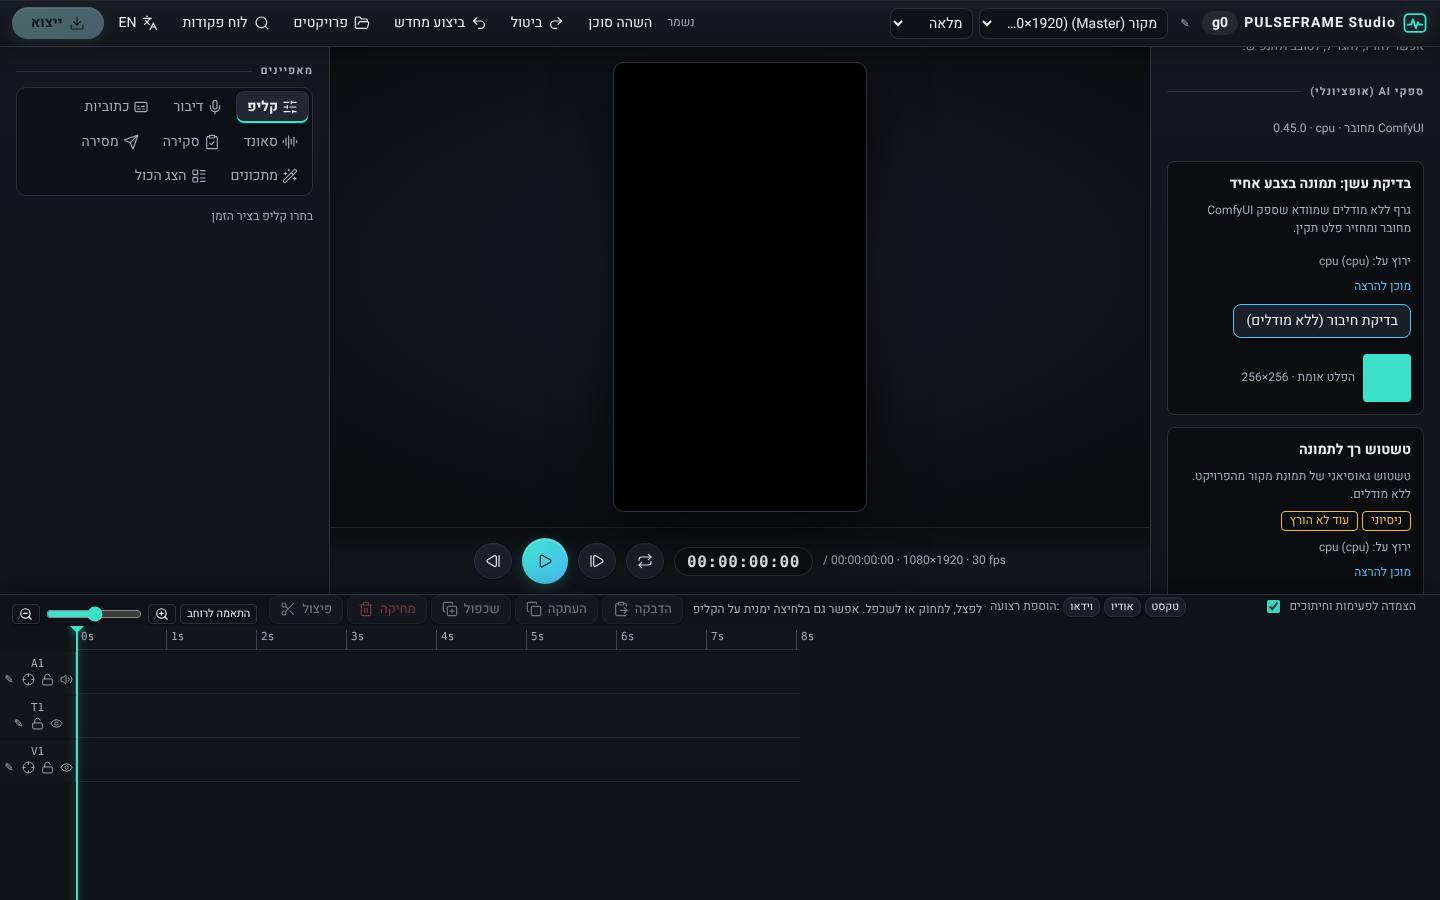 PULSEFRAME Studio
g0
✎
מקור (Master) (1920×0…
מלאה
נשמר
השהה סוכן
ביטול
ביצוע מחדש
פרויקטים
לוח פקודות
EN
ייצוא
ספקי AI (אופציונלי)
ComfyUI מחובר · 0.45.0 · cpu
בדיקת עשן: תמונה בצבע אחיד
גרף ללא מודלים שמוודא שספק ComfyUI
מחובר ומחזיר פלט תקין.
ירוץ על: cpu (cpu)
מוכן להרצה
בדיקת חיבור (ללא מודלים)
הפלט אומת · 256×256
טשטוש רך לתמונה
טשטוש גאוסיאני של תמונת מקור מהפרויקט.
ללא מודלים.
ניסיוני
עוד לא הורץ
ירוץ על: cpu (cpu)
מוכן להרצה
00:00:00:00
/ 00:00:00:00 · 1080×1920 · 30 fps
מאפיינים
קליפ
דיבור
כתוביות
סאונד
סקירה
מסירה
מתכונים
הצג הכול
בחרו קליפ בציר הזמן
הצמדה לפעימות וחיתוכים
הוספת רצועה:
וידאו
אודיו
טקסט
לפצל, למחוק או לשכפל. אפשר גם בלחיצה ימנית על הקליפ
הדבקה
העתקה
שכפול
מחיקה
פיצול
התאמה לרוחב
0s 1s 2s 3s 4s 5s 6s 7s 8s
A1
T1
V1